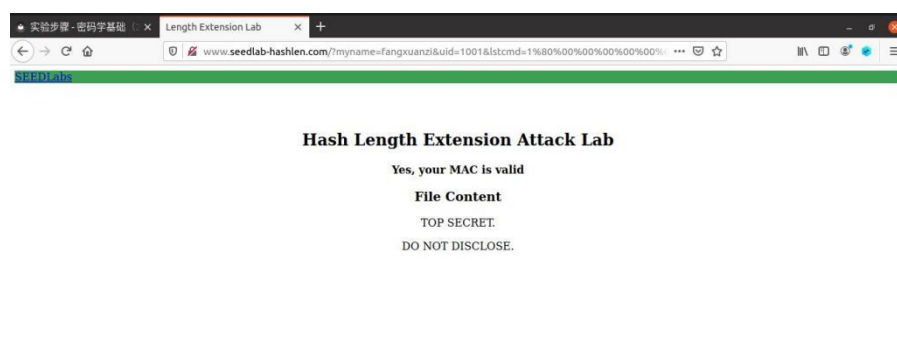 实验步骤 - 密码学基础
Length Extension Lab
www.seedlab-hashlen.com/?myname=fangxuanzi&uid=1001&lstcmd=1%80%00%00%00%00%00%
SEEDLabs
Hash Length Extension Attack Lab
Yes, your MAC is valid
File Content
TOP SECRET.
DO NOT DISCLOSE.